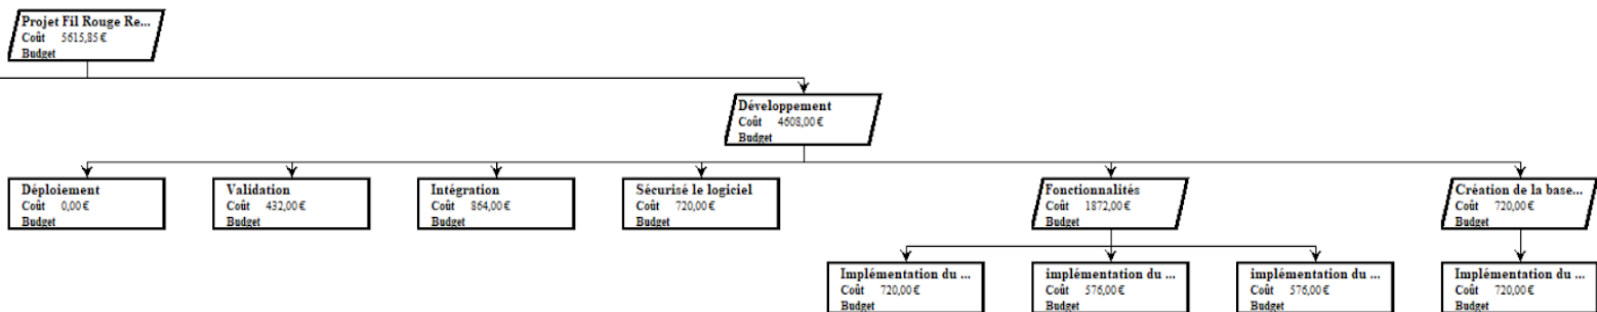 Projet Fil Rouge Re...
Coût 5615,85 €
Budget
Développement
Coût 4608,00 €
Budget
Déploiement
Coût 0,00 €
Budget
Validation
Coût 432,00 €
Budget
Intégration
Coût 864,00 €
Budget
Sécurisé le logiciel
Coût 720,00 €
Budget
Fonctionnalités
Coût 1872,00 €
Budget
Création de la base...
Coût 720,00 €
Budget
Implémentation du ...
Coût 720,00 €
Budget
implémentation du ...
Coût 576,00 €
Budget
implémentation du ...
Coût 576,00 €
Budget
Implémentation du ...
Coût 720,00 €
Budget